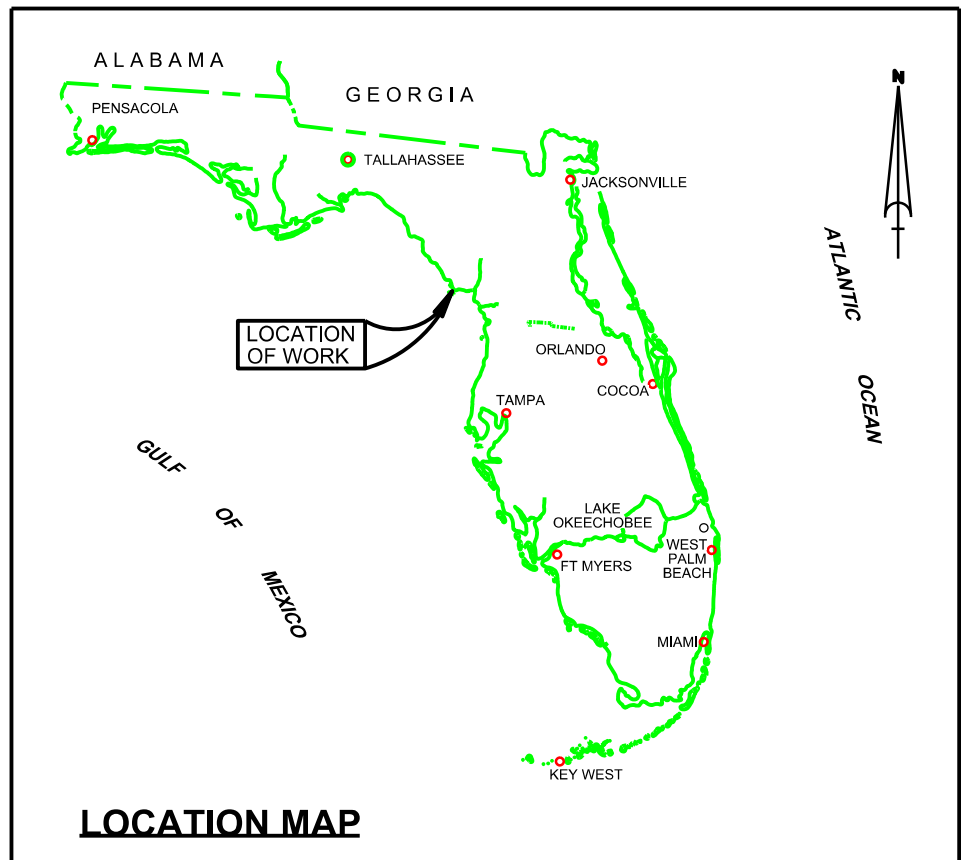 ALABAMA
GEORGIA
N
PENSACOLA
TALLAHASSEE
JACKSONVILLE
ATLANTIC
OCEAN
LOCATION
OF WORK
ORLANDO
COCOA
TAMPA
GULF
OF
MEXICO
LAKE
OKEECHOBEE
WEST
PALM
BEACH
FT MYERS
MIAMI
KEY WEST
LOCATION MAP